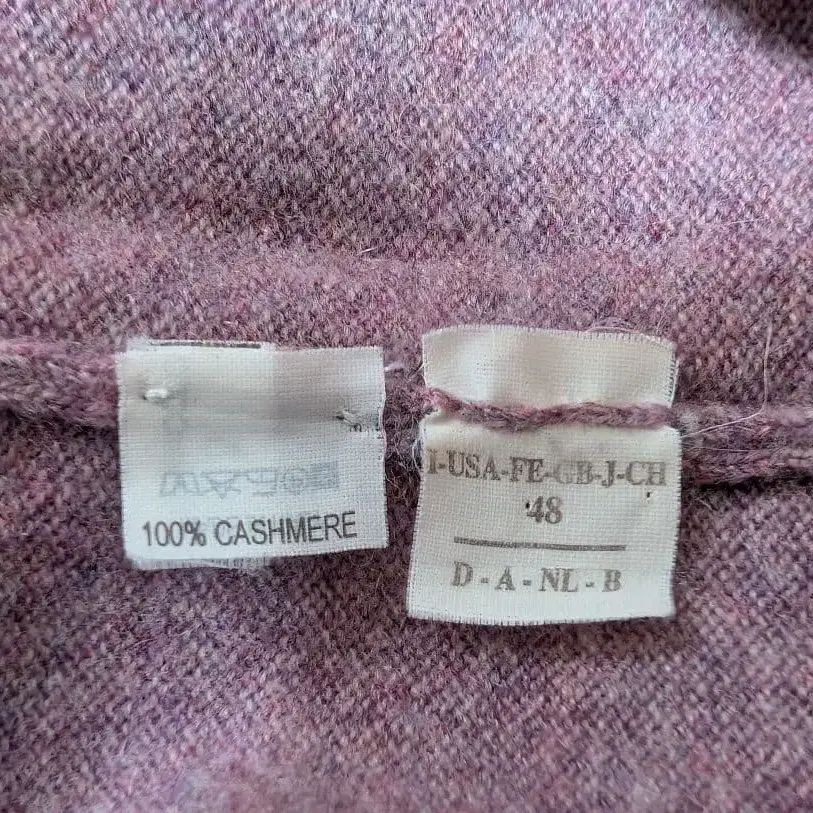 100% CASHMERE
I-USA-FE-GB-J-CH
48
D - A - NL - B